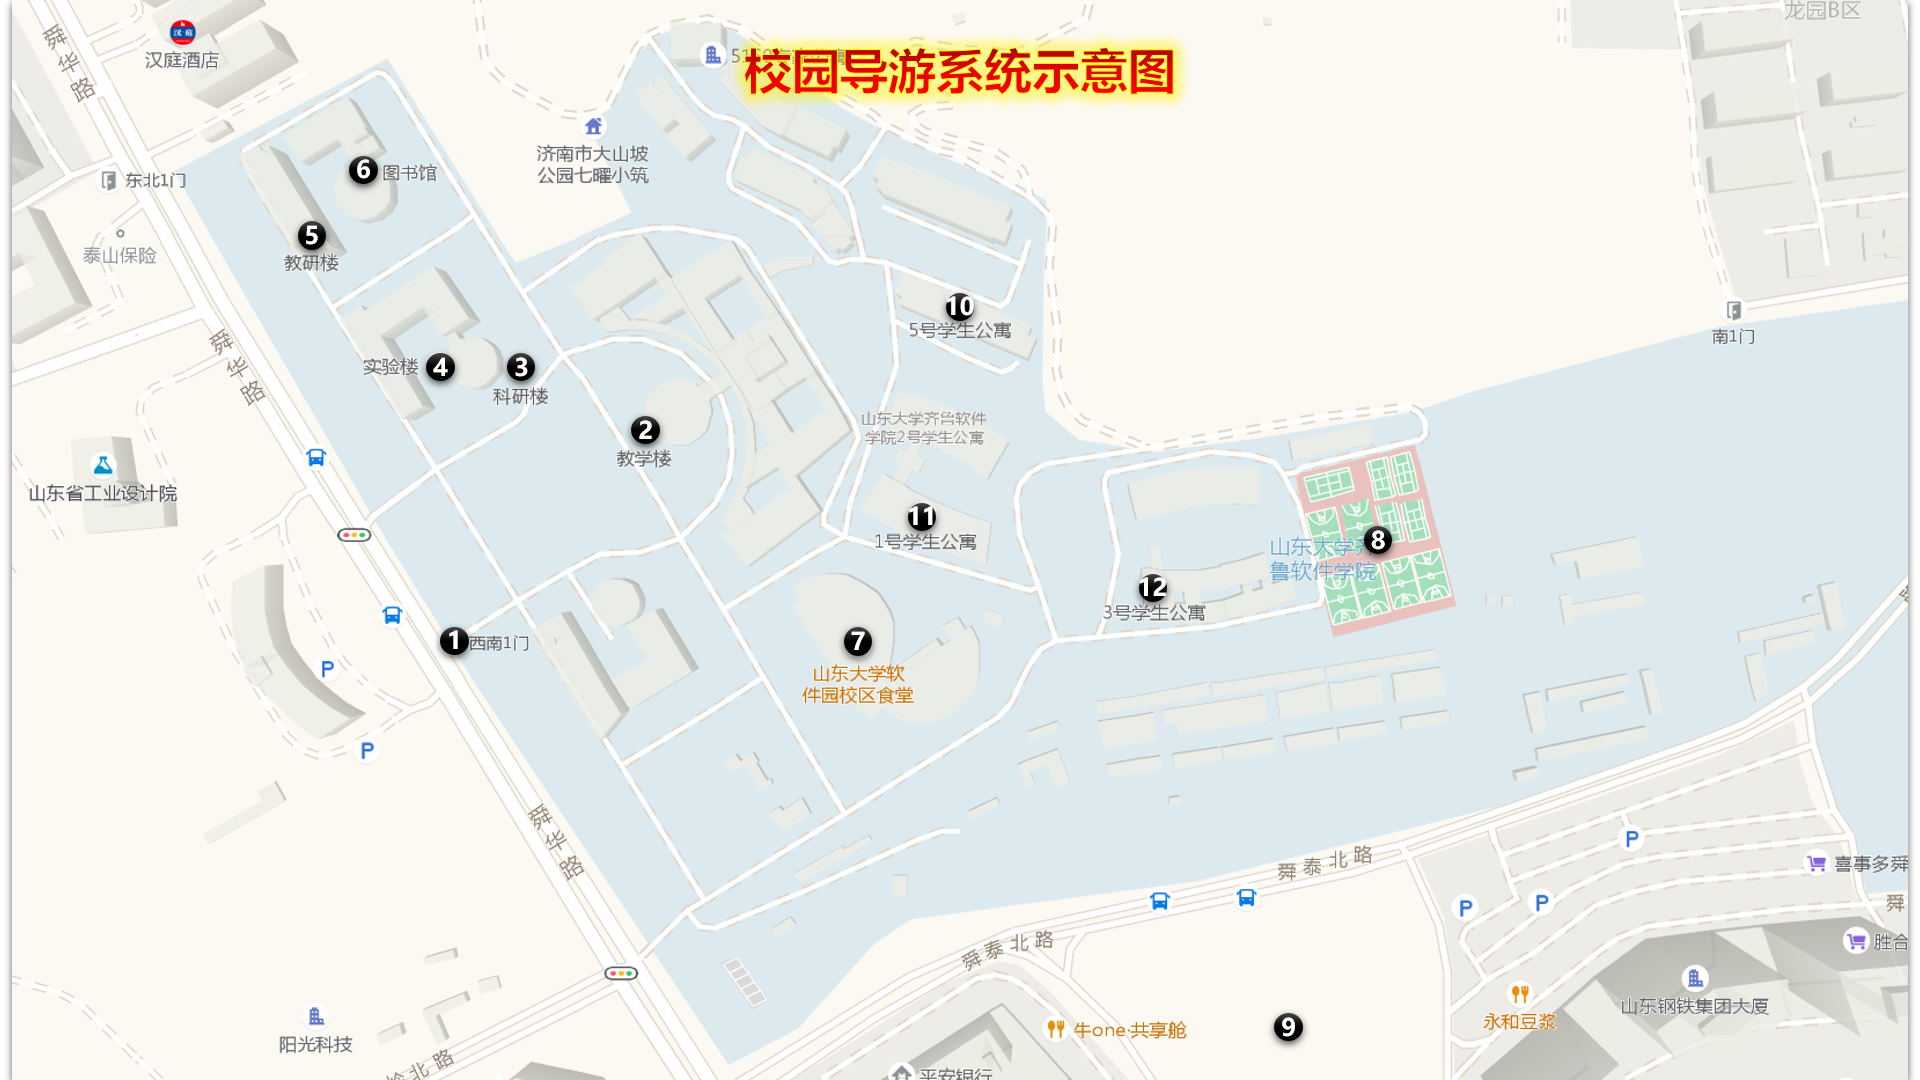 校园导游系统示意图
龙园B区
舜华路
汉庭酒店
济南市大山坡
公园七曜小筑
6 图书馆
东北1门
5
教研楼
泰山保险
10
5号学生公寓
南1门
舜华路
实验楼 4
3
科研楼
2
教学楼
山东大学齐鲁软件
学院2号学生公寓
山东省工业设计院
11
1号学生公寓
8
山东大学齐
鲁软件学院
12
3号学生公寓
1 西南1门
7
山东大学软
件园校区食堂
P
P
舜华路
舜泰北路
P
P
P
喜事多舜
舜
舜泰北路
胜合
山东钢铁集团大厦
永和豆浆
9
牛one·共享舱
阳光科技
北路
平安银行